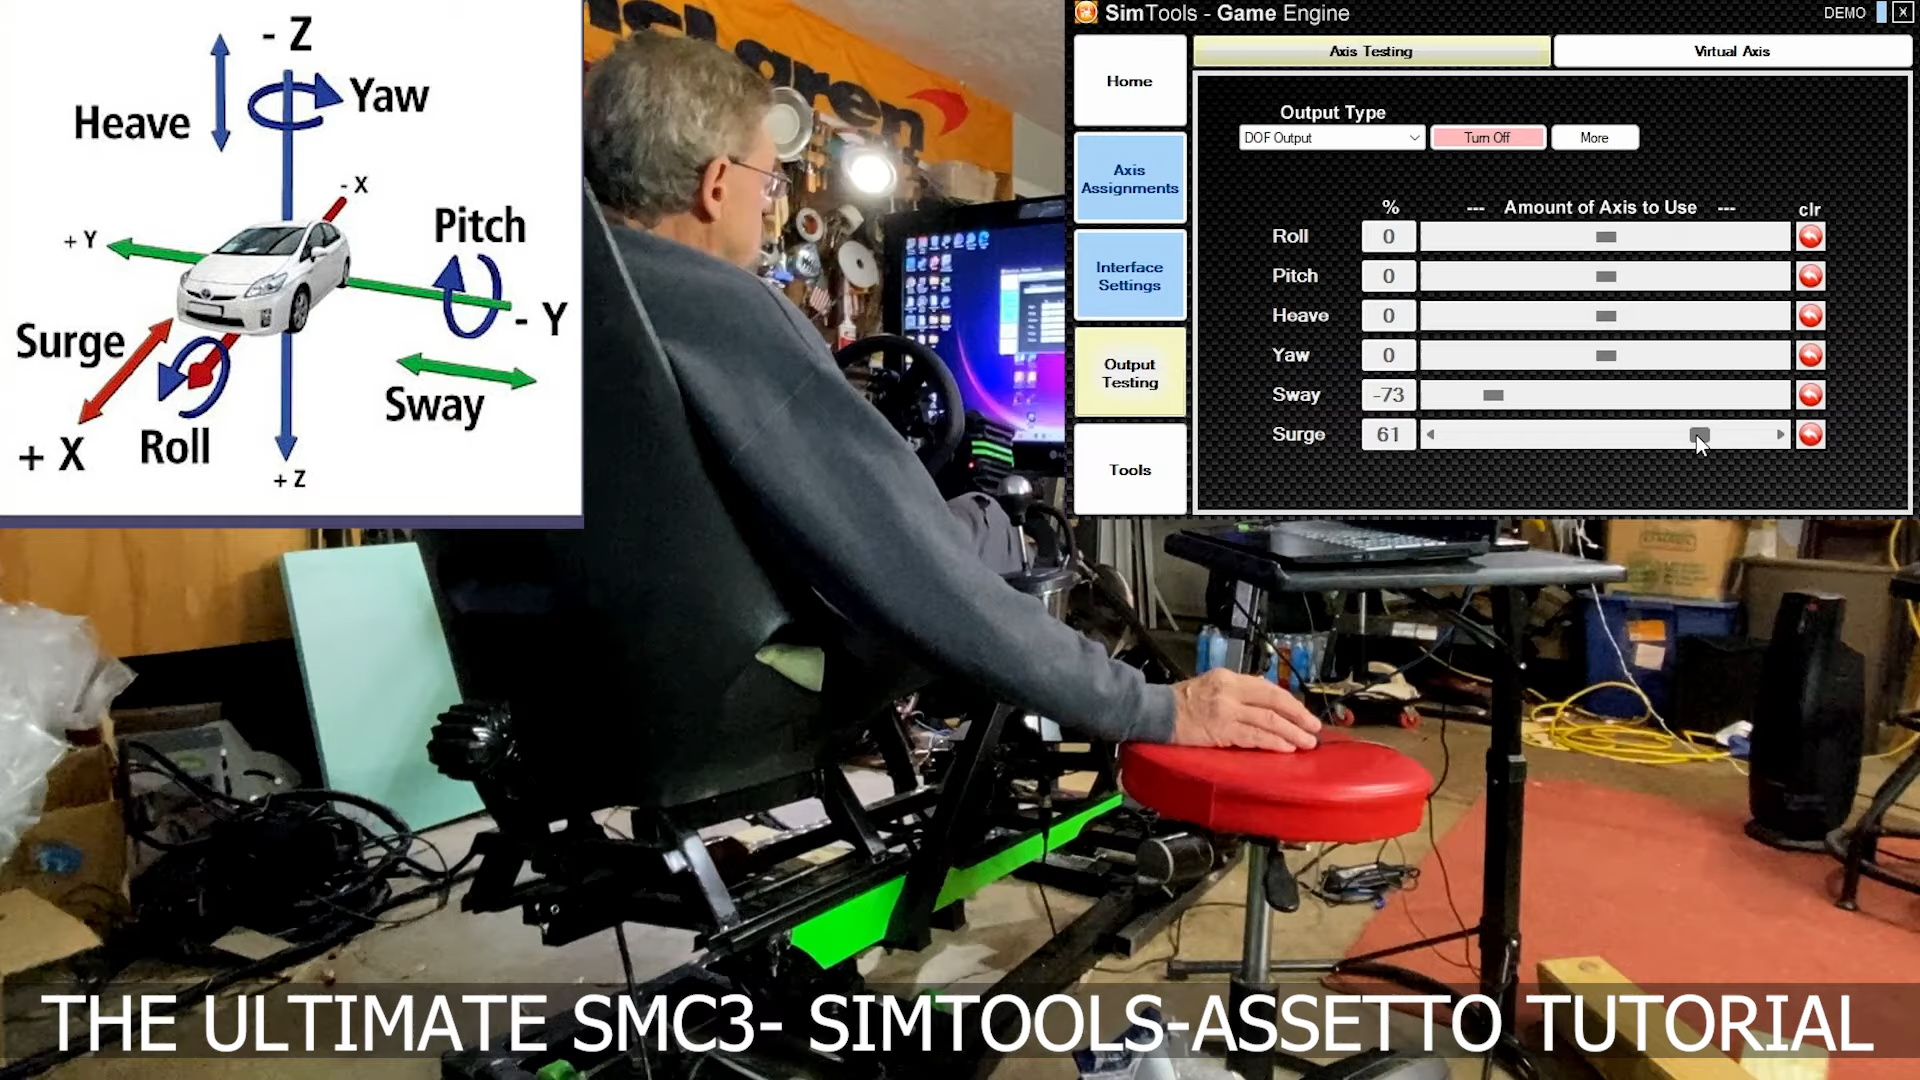 - Z
Yaw
Heave
- X
Pitch
+ Y
- Y
Surge
Sway
Roll
+ X
+ Z
SimTools - Game Engine
DEMO
Home
Axis Assignments
Interface Settings
Output Testing
Tools
Axis Testing
Virtual Axis
Output Type
DOF Output
Turn Off
More
% --- Amount of Axis to Use --- clr
Roll 0
Pitch 0
Heave 0
Yaw 0
Sway -73
Surge 61
THE ULTIMATE SMC3- SIMTOOLS-ASSETTO TUTORIAL